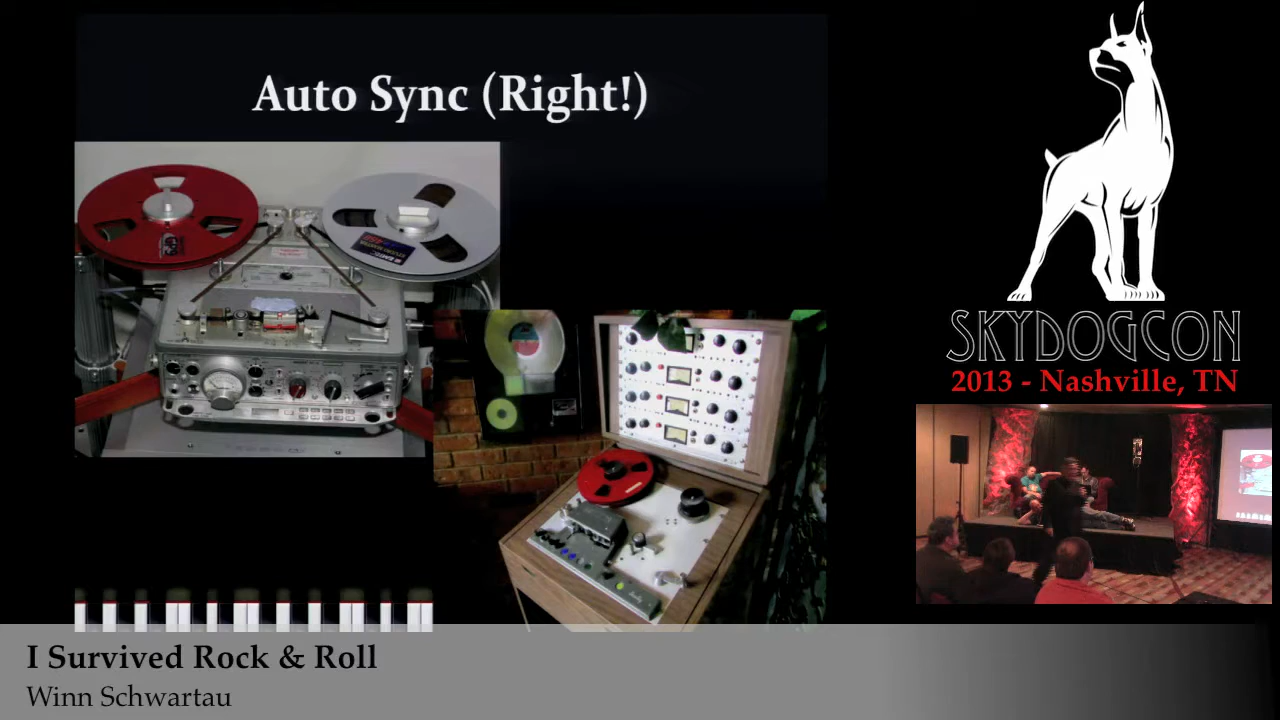 Auto Sync (Right!)
SKYDOGCON
2013 - Nashville, TN
I Survived Rock & Roll
Winn Schwartau